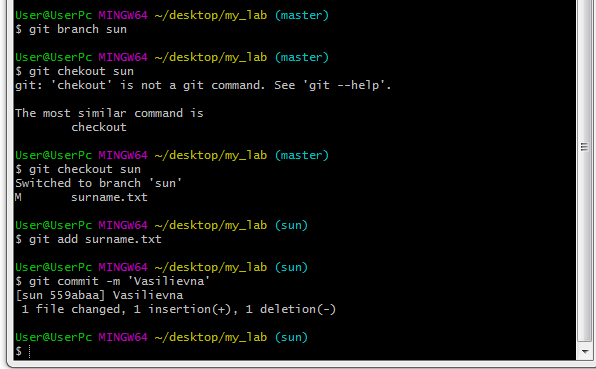 User@UserPc MINGW64 ~/desktop/my_lab (master)
$ git branch sun
User@UserPc MINGW64 ~/desktop/my_lab (master)
$ git chekout sun
git: 'chekout' is not a git command. See 'git --help'.
The most similar command is
checkout
User@UserPc MINGW64 ~/desktop/my_lab (master)
$ git checkout sun
Switched to branch 'sun'
M surname.txt
User@UserPc MINGW64 ~/desktop/my_lab (sun)
$ git add surname.txt
User@UserPc MINGW64 ~/desktop/my_lab (sun)
$ git commit -m 'Vasilievna'
[sun 559abaa] Vasilievna
1 file changed, 1 insertion(+), 1 deletion(-)
User@UserPc MINGW64 ~/desktop/my_lab (sun)
$